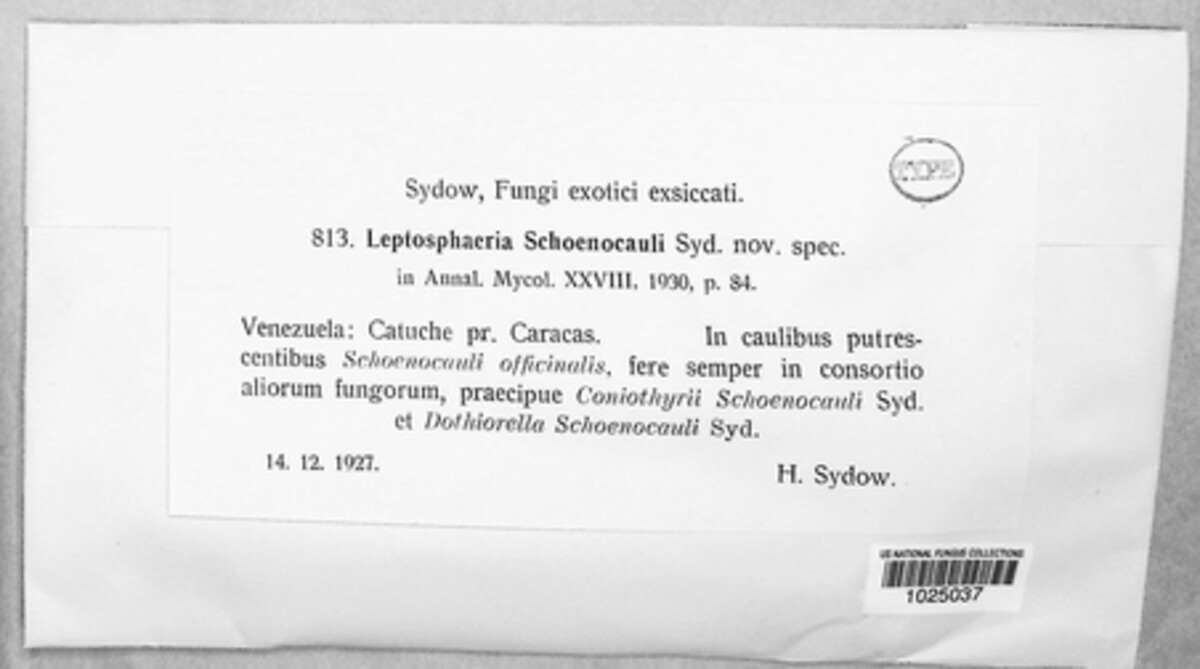 TYPE
Sydow, Fungi exotici exsiccati.
813. Leptosphaeria Schoenocauli Syd. nov. spec.
in Annal. Mycol. XXVIII, 1930, p. 84.
Venezuela: Catuche pr. Caracas. In caulibus putres-
centibus Schoenocauli officinalis, fere semper in consortio
aliorum fungorum, praecipue Coniothyrii Schoenocauli Syd.
et Dothiorella Schoenocauli Syd.
14. 12. 1927. H. Sydow.
US NATIONAL FUNGUS COLLECTIONS
1025037